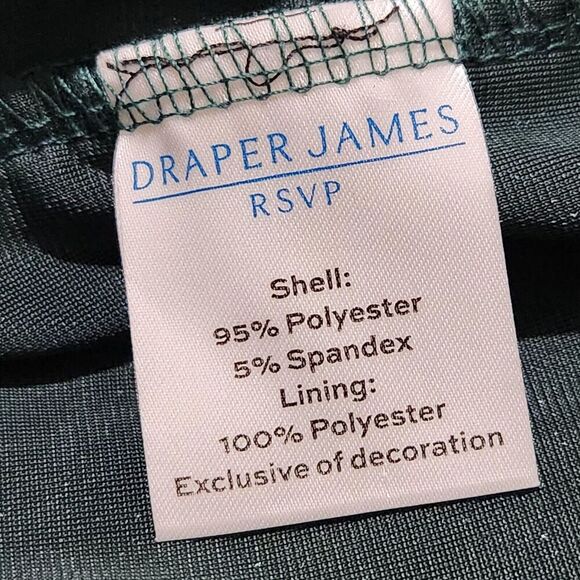 DRAPER JAMES
RSVP
Shell:
95% Polyester
5% Spandex
Lining:
100% Polyester
Exclusive of decoration